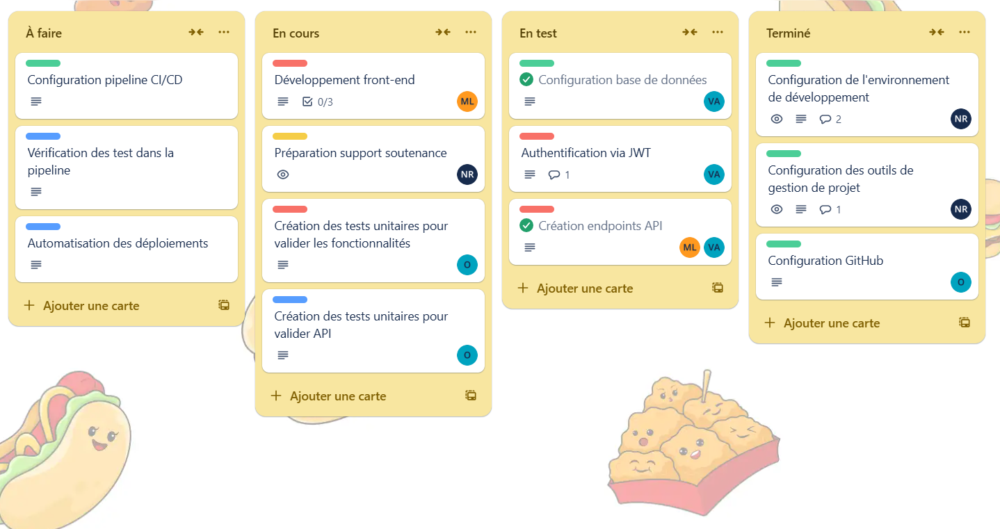 À faire
Configuration pipeline CI/CD
Vérification des test dans la
pipeline
Automatisation des déploiements
Ajouter une carte
En cours
Développement front-end
0/3
ML
Préparation support soutenance
NR
Création des tests unitaires pour
valider les fonctionnalités
O
Création des tests unitaires pour
valider API
O
Ajouter une carte
En test
Configuration base de données
VA
Authentification via JWT
1
VA
Création endpoints API
ML VA
Ajouter une carte
Terminé
Configuration de l'environnement
de développement
2
NR
Configuration des outils de
gestion de projet
1
NR
Configuration GitHub
O
Ajouter une carte